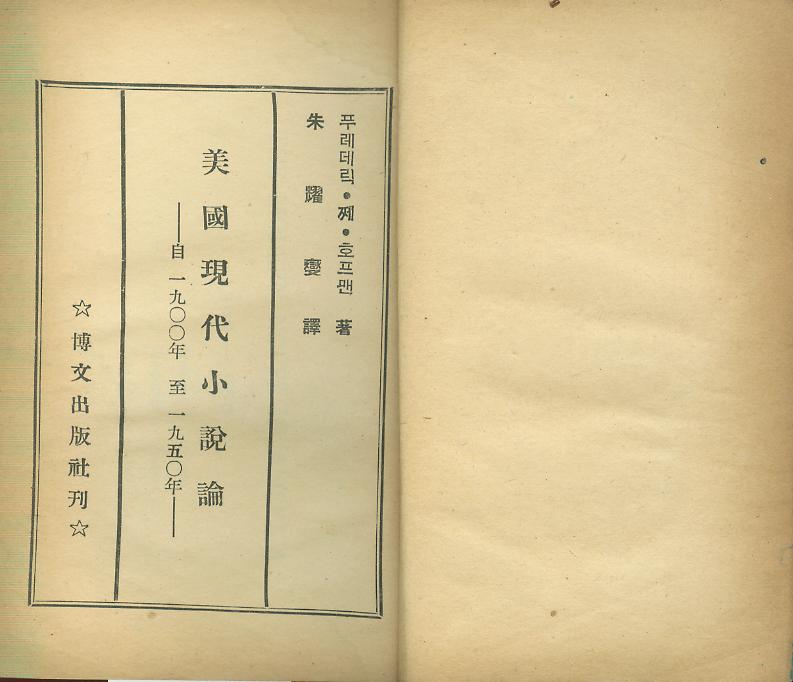 푸레데릭・쩨・호프맨 著
朱耀燮譯
美國現代小說論
——自 一九〇〇年 至 一九五〇年——
☆博文出版社刊☆